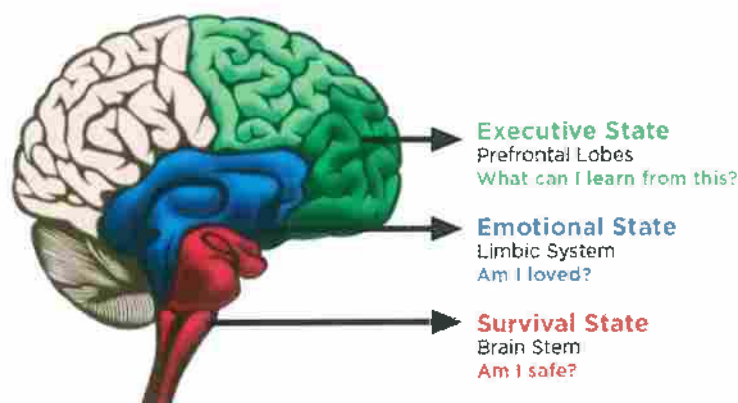 Executive State
Prefrontal Lobes
What can I learn from this?
Emotional State
Limbic System
Am I loved?
Survival State
Brain Stem
Am I safe?